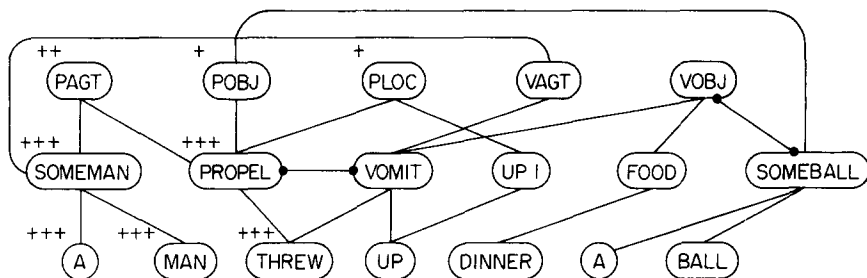 ++ + +
PAGT POBJ PLOC VAGT VOBJ
+++ +++
SOMEMAN PROPEL VOMIT UP I FOOD SOMEBALL
+++ +++ +++
A MAN THREW UP DINNER A BALL